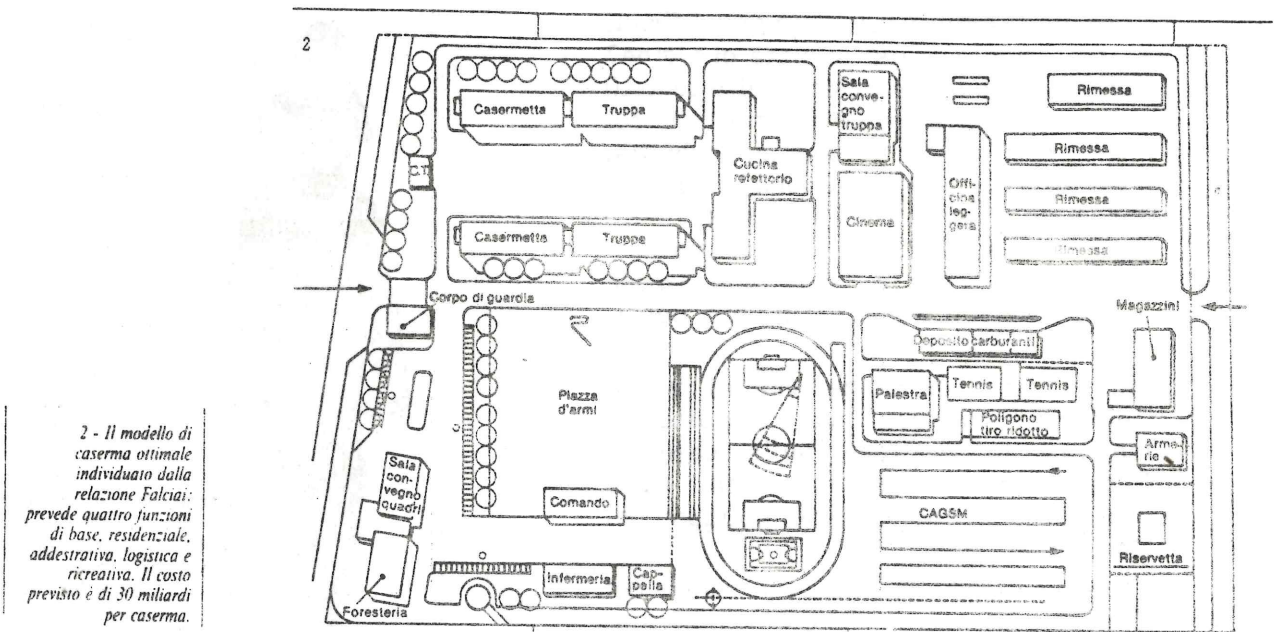 2
Casermetta Truppa
Sala
conve-
gno
truppa
Rimessa
Rimessa
Rimessa
Rimessa
C.T.
Cucina
refettorio
Cinema
Offi-
cina
leg-
gera
Casermetta Truppa
Corpo di guardia
Magazzini
Deposito carburanti
Piazza
d'armi
Palestra
Tennis Tennis
Poligono
tiro ridotto
Arme-
rie
Sala
con-
vegno
quadri
Comando
CAGSM
Riservetta
Infermeria
Cap-
pella
Foresteria
2 - Il modello di
caserma ottimale
individuato dalla
relazione Falciai:
prevede quattro funzioni
di base, residenziale,
addestrativa, logistica e
ricreativa. Il costo
previsto è di 30 miliardi
per caserma.